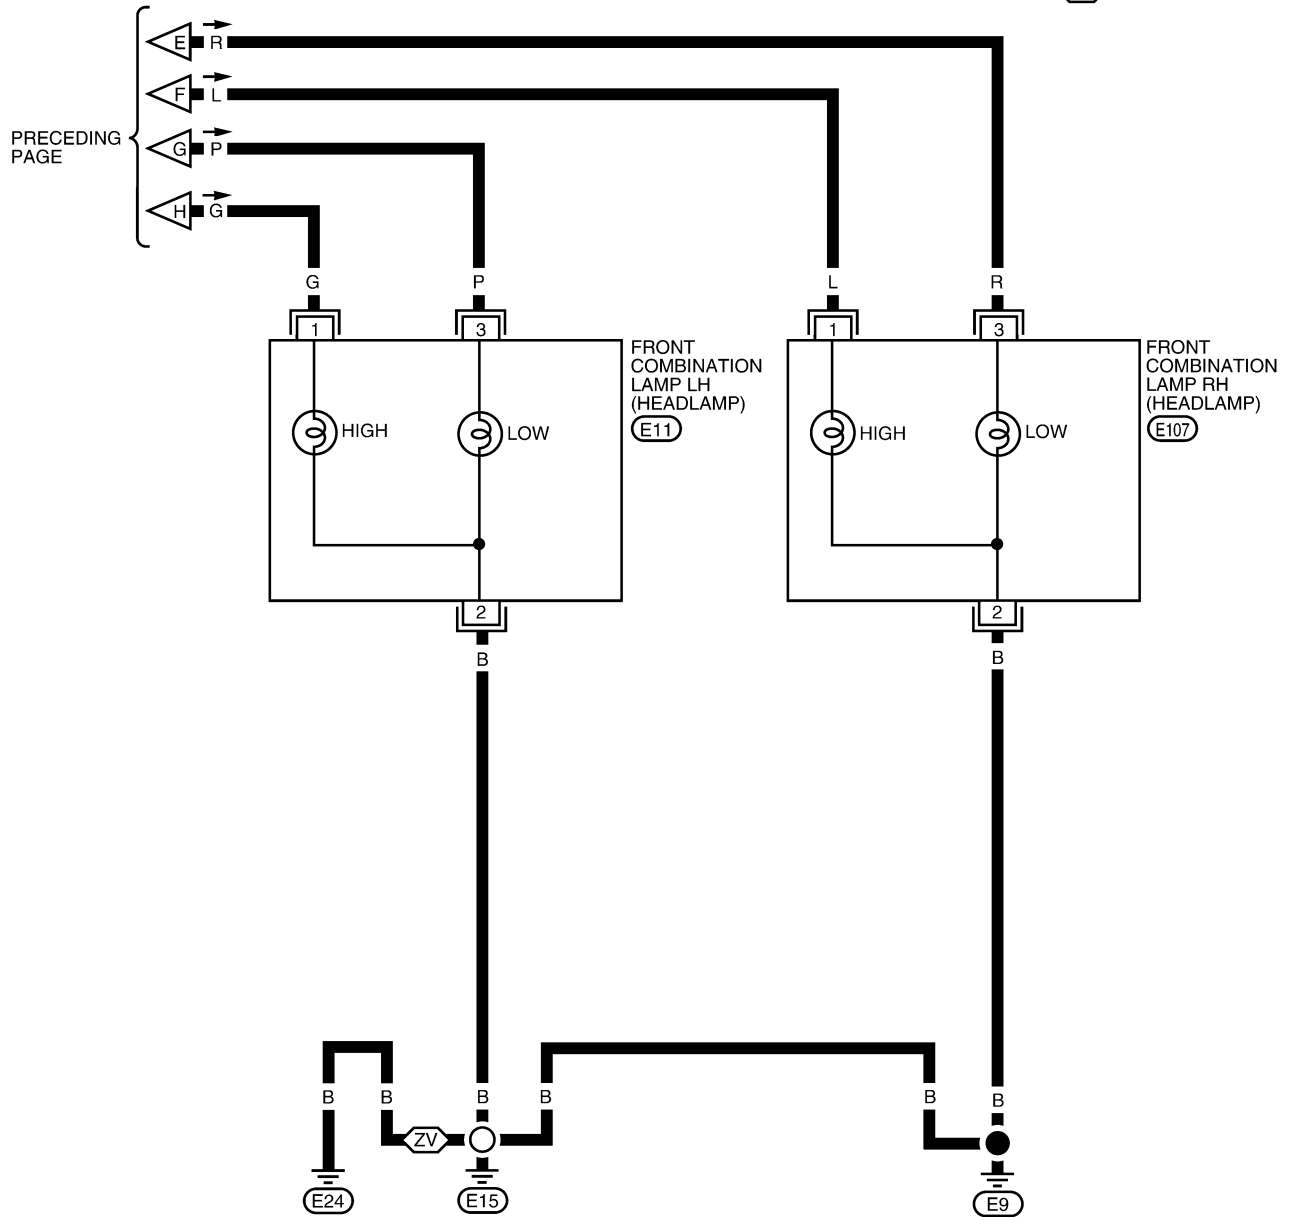 E R
F L
PRECEDING
PAGE
G P
H G
G P L R
1 3 1 3
FRONT
COMBINATION
LAMP LH
(HEADLAMP)
E11
FRONT
COMBINATION
LAMP RH
(HEADLAMP)
E107
HIGH LOW HIGH LOW
2 2
B B
B B B B B B
ZV
E24 E15 E9